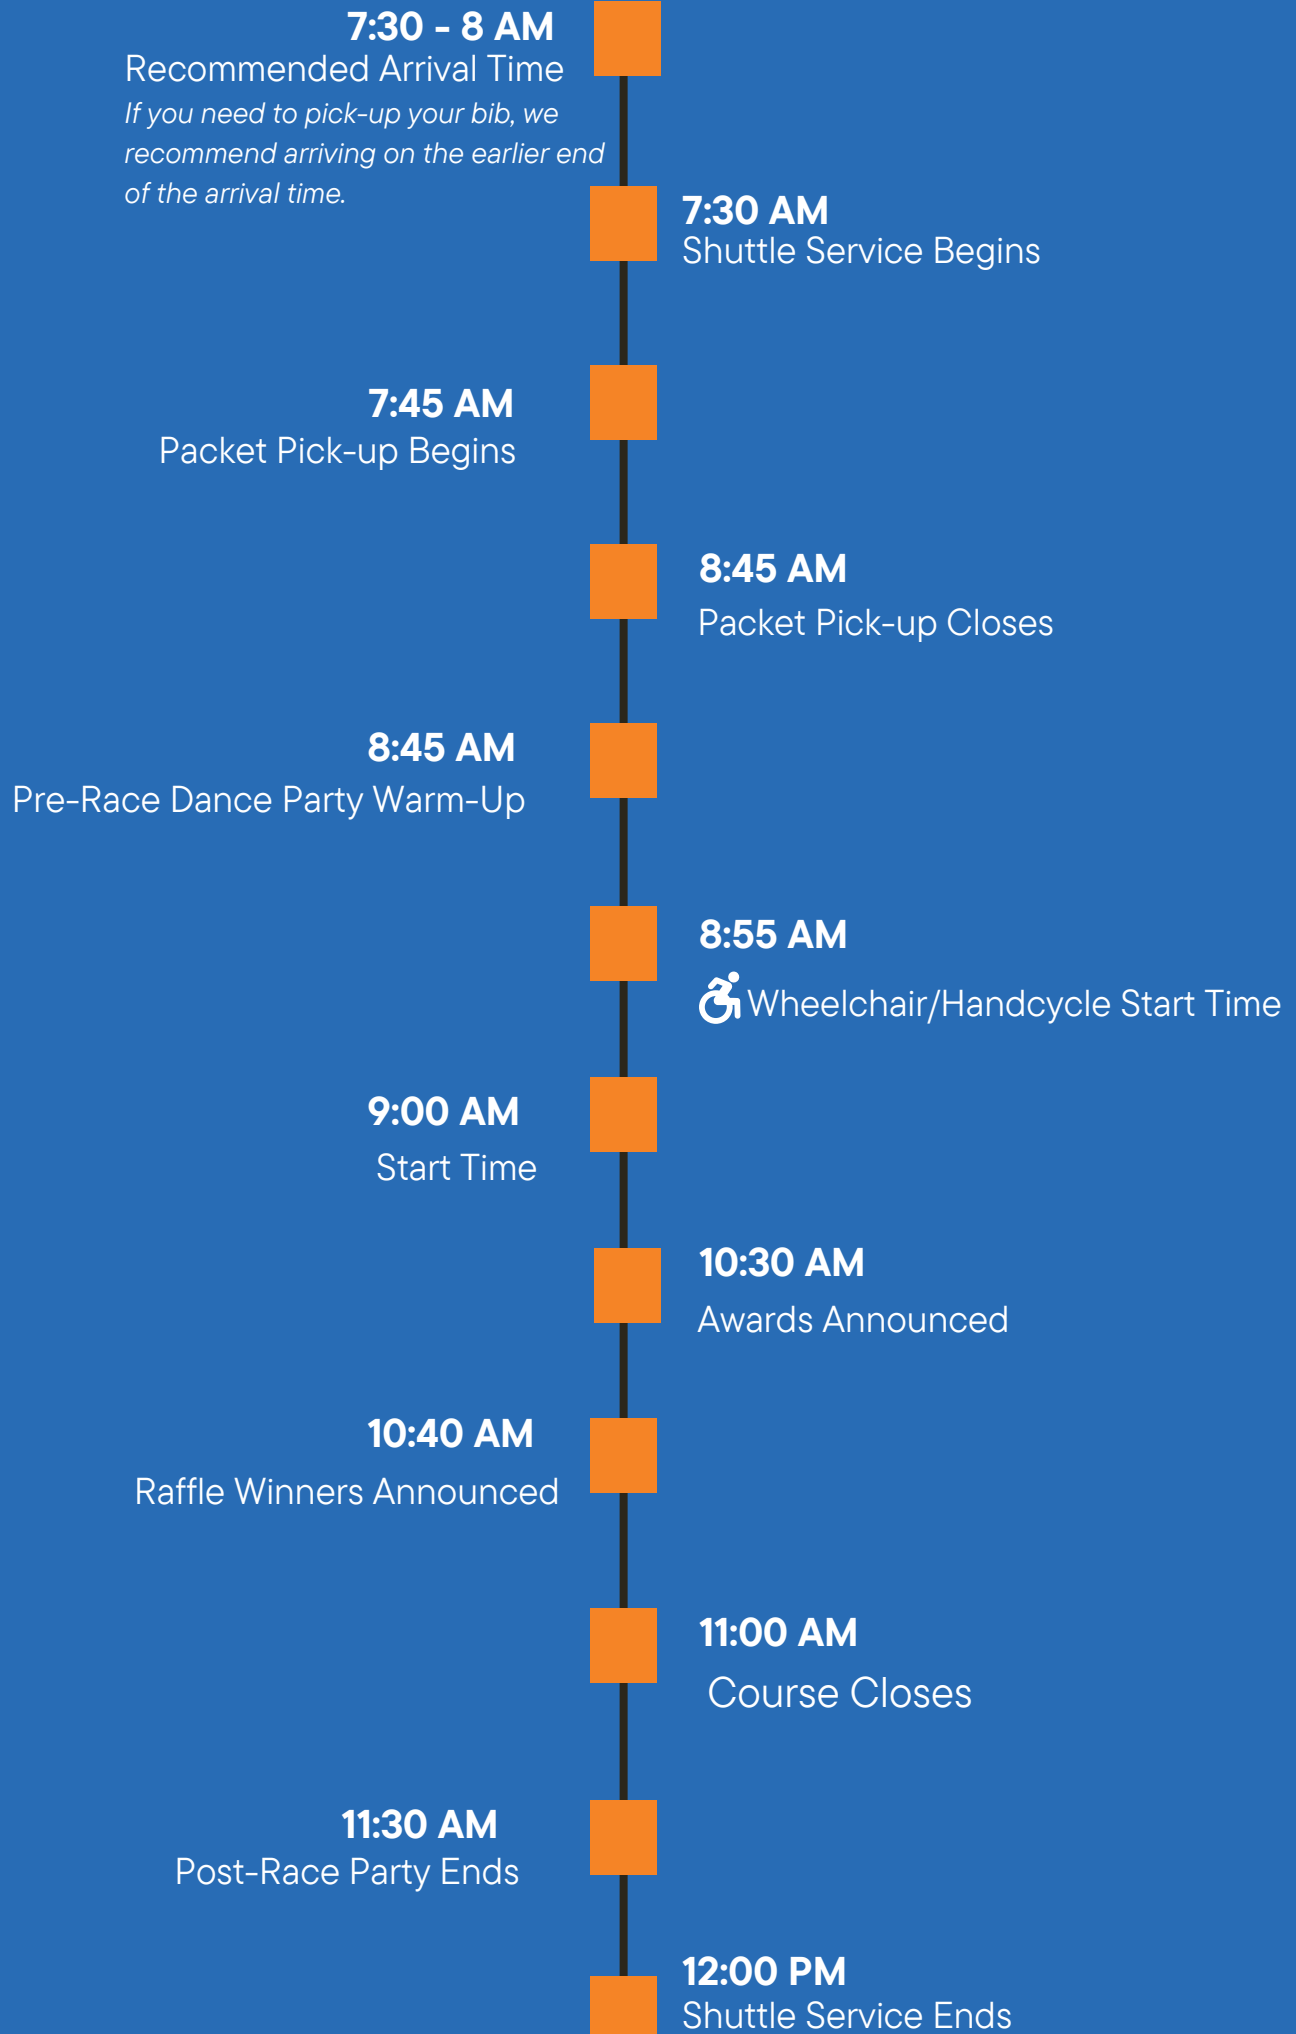 7:30 - 8 AM
Recommended Arrival Time
If you need to pick-up your bib, we
recommend arriving on the earlier end
of the arrival time.
7:30 AM
Shuttle Service Begins
7:45 AM
Packet Pick-up Begins
8:45 AM
Packet Pick-up Closes
8:45 AM
Pre-Race Dance Party Warm-Up
8:55 AM
Wheelchair/Handcycle Start Time
9:00 AM
Start Time
10:30 AM
Awards Announced
10:40 AM
Raffle Winners Announced
11:00 AM
Course Closes
11:30 AM
Post-Race Party Ends
12:00 PM
Shuttle Service Ends